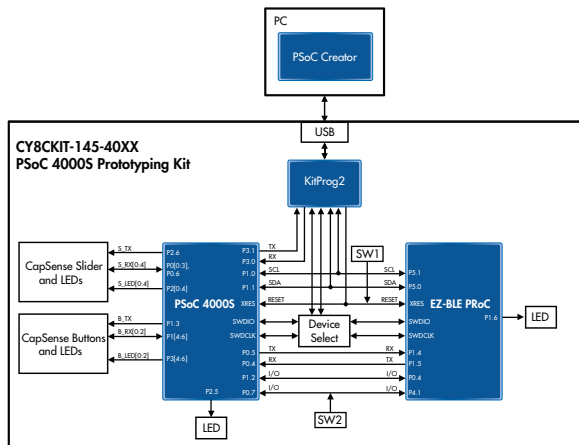 PC
PSoC Creator
USB
CY8CKIT-145-40XX
PSoC 4000S Prototyping Kit
KitProg2
CapSense Slider
and LEDs
S_TX
S_RX[0:4]
S_LED[0:4]
P2.6
P0[0:3],
P0.6
P2[0:4]
CapSense Buttons
and LEDs
B_TX
B_RX[0:2]
B_LED[0:2]
P1.3
P1[4:6]
P3[4:6]
PSoC 4000S
P3.1
P3.0
P1.0
P1.1
XRES
SWDIO
SWDCLK
P0.5
P0.4
P1.2
P0.7
P2.5
LED
TX
RX
SCL
SDA
RESET
TX
RX
I/O
I/O
SW1
Device
Select
SW2
SCL
SDA
RESET
RX
TX
I/O
I/O
P5.1
P5.0
XRES
SWDIO
SWDCLK
P1.4
P1.5
P0.4
P4.1
EZ-BLE PRoC
P1.6
LED